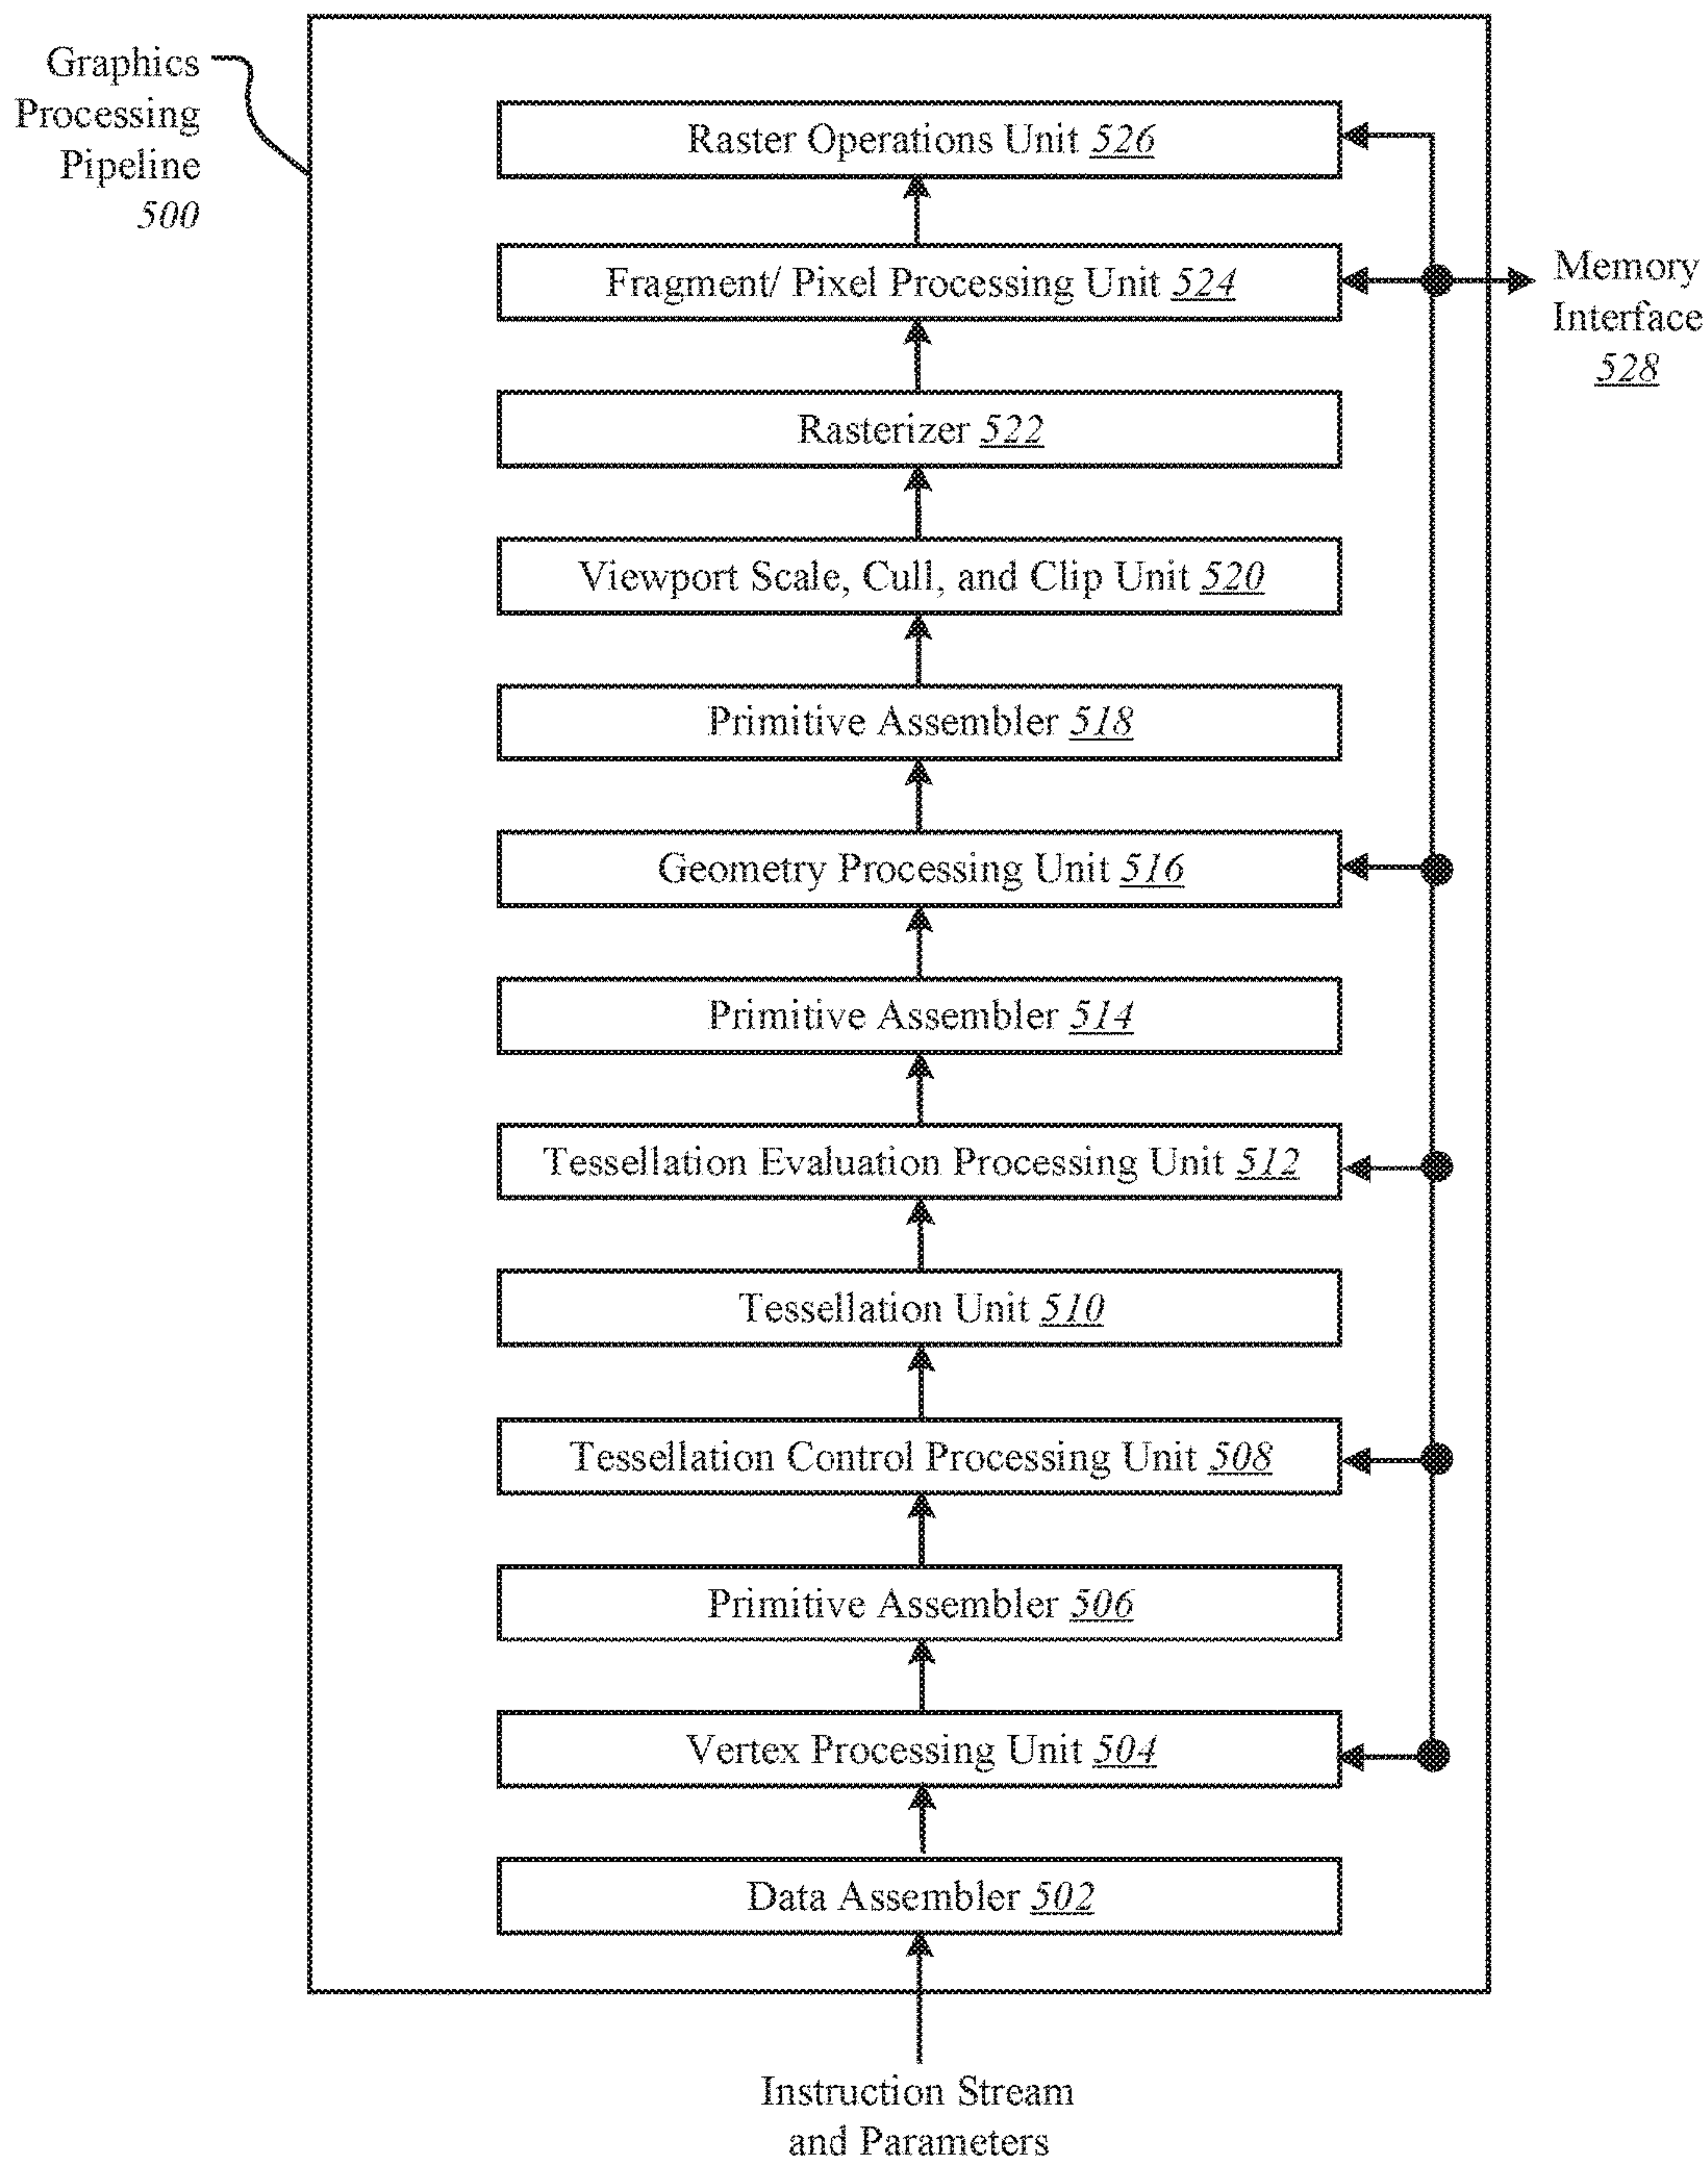 Graphics
Processing
Pipeline
500
Raster Operations Unit 526
Fragment/ Pixel Processing Unit 524
Memory
Interface
528
Rasterizer 522
Viewport Scale, Cull, and Clip Unit 520
Primitive Assembler 518
Geometry Processing Unit 516
Primitive Assembler 514
Tessellation Evaluation Processing Unit 512
Tessellation Unit 510
Tessellation Control Processing Unit 508
Primitive Assembler 506
Vertex Processing Unit 504
Data Assembler 502
Instruction Stream
and Parameters